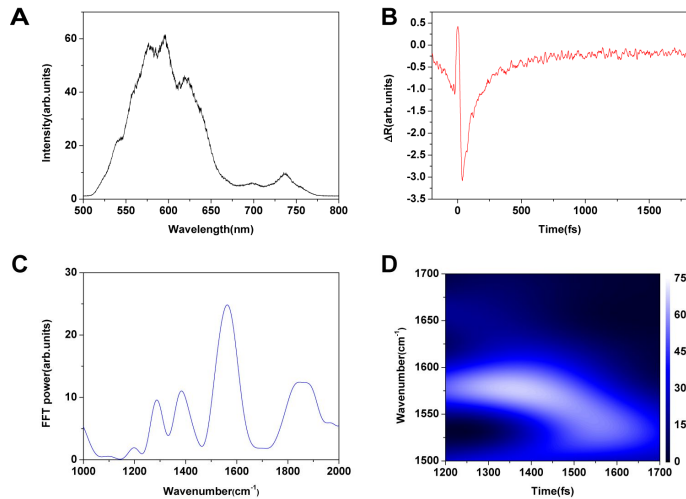 A
60
40
20
0
Intensity(arb.units)
500 550 600 650 700 750 800
Wavelength(nm)
B
0.5
0.0
-0.5
-1.0
-1.5
-2.0
-2.5
-3.0
-3.5
ΔR(arb.units)
0 500 1000 1500
Time(fs)
C
30
20
10
0
FFT power(arb.units)
1000 1200 1400 1600 1800 2000
Wavenumber(cm⁻¹)
D
1700
1650
1600
1550
1500
Wavenumber(cm⁻¹)
1200 1300 1400 1500 1600 1700
Time(fs)
75
60
45
30
15
0